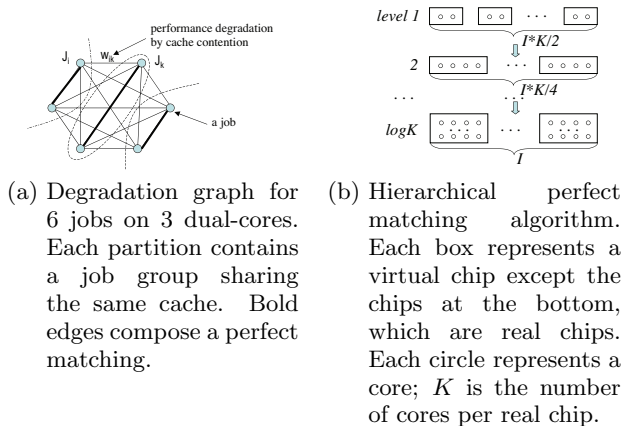 performance degradation
by cache contention
Ji wik Jk
a job
level 1 · · ·
I*K/2
2 · · ·
I*K/4
· · · · · ·
logK · · · · · · · · ·
I
(a) Degradation graph for
6 jobs on 3 dual-cores.
Each partition contains
a job group sharing
the same cache. Bold
edges compose a perfect
matching.
(b) Hierarchical perfect
matching algorithm.
Each box represents a
virtual chip except the
chips at the bottom,
which are real chips.
Each circle represents a
core; K is the number
of cores per real chip.